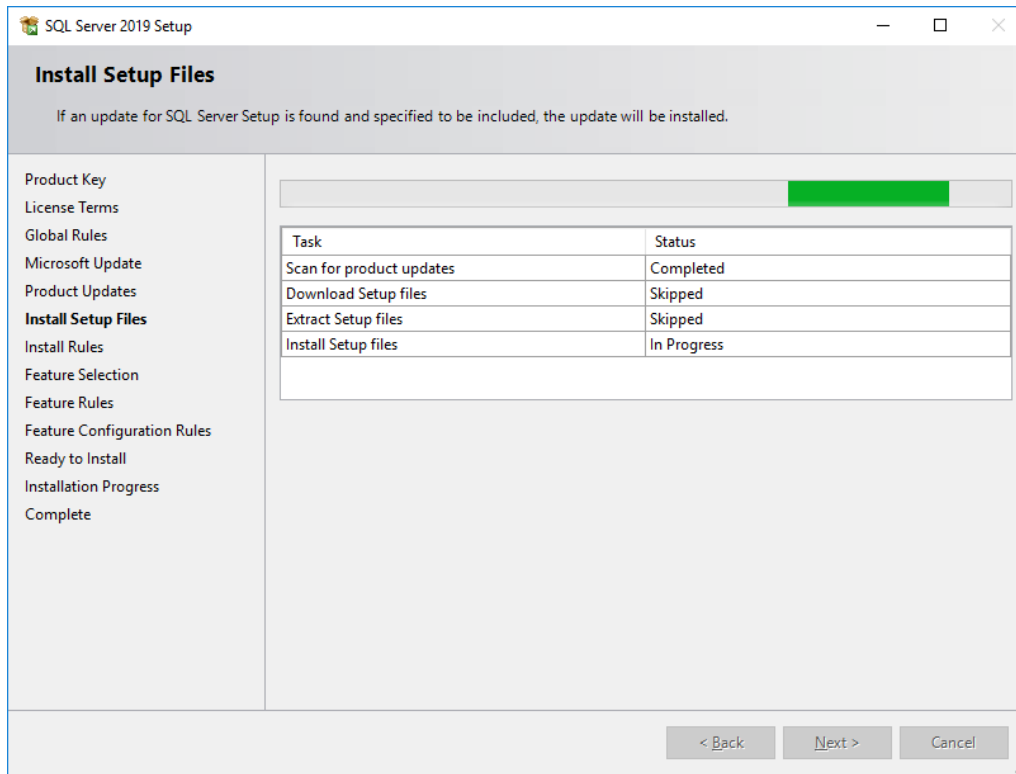 SQL Server 2019 Setup
Install Setup Files
If an update for SQL Server Setup is found and specified to be included, the update will be installed.
Product Key
License Terms
Global Rules
Microsoft Update
Product Updates
Install Setup Files
Install Rules
Feature Selection
Feature Rules
Feature Configuration Rules
Ready to Install
Installation Progress
Complete
Task Status
Scan for product updates Completed
Download Setup files Skipped
Extract Setup files Skipped
Install Setup files In Progress
< Back Next > Cancel